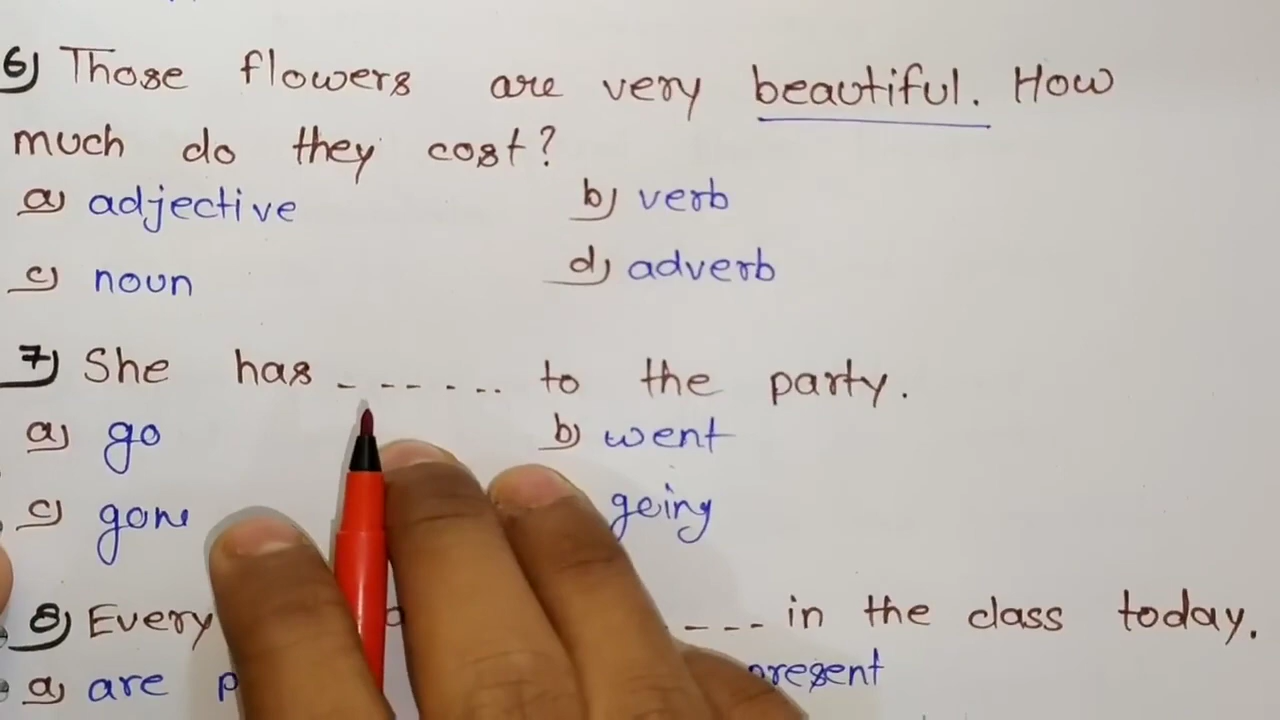 6) Those flowers are very beautiful. How
much do they cost?
a) adjective b) verb
c) noun d) adverb
7) She has ------ to the party.
a) go b) went
c) gone geing
8) Every ---- in the class today.
a) are present